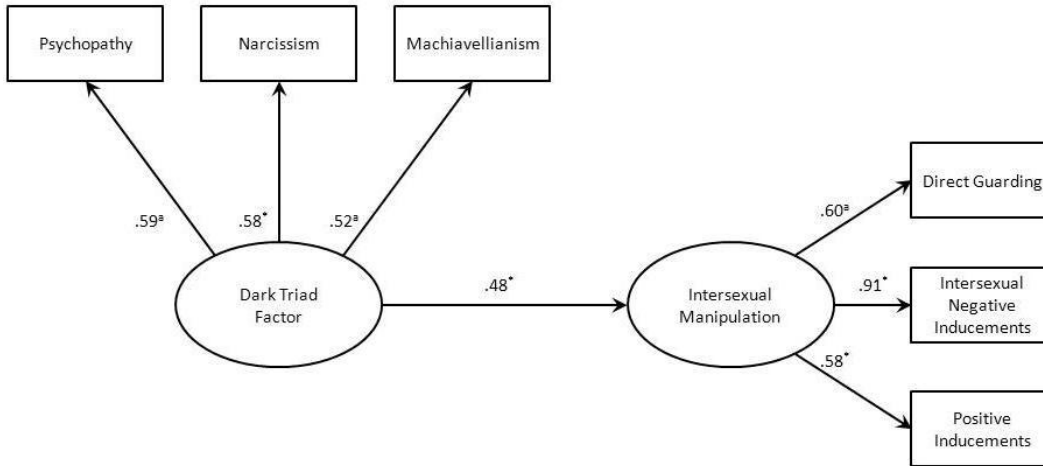 Psychopathy
Narcissism
Machiavellianism
.59ª
.58*
.52ª
Dark Triad
Factor
.48*
Intersexual
Manipulation
.60ª
.91*
.58*
Direct Guarding
Intersexual
Negative
Inducements
Positive
Inducements